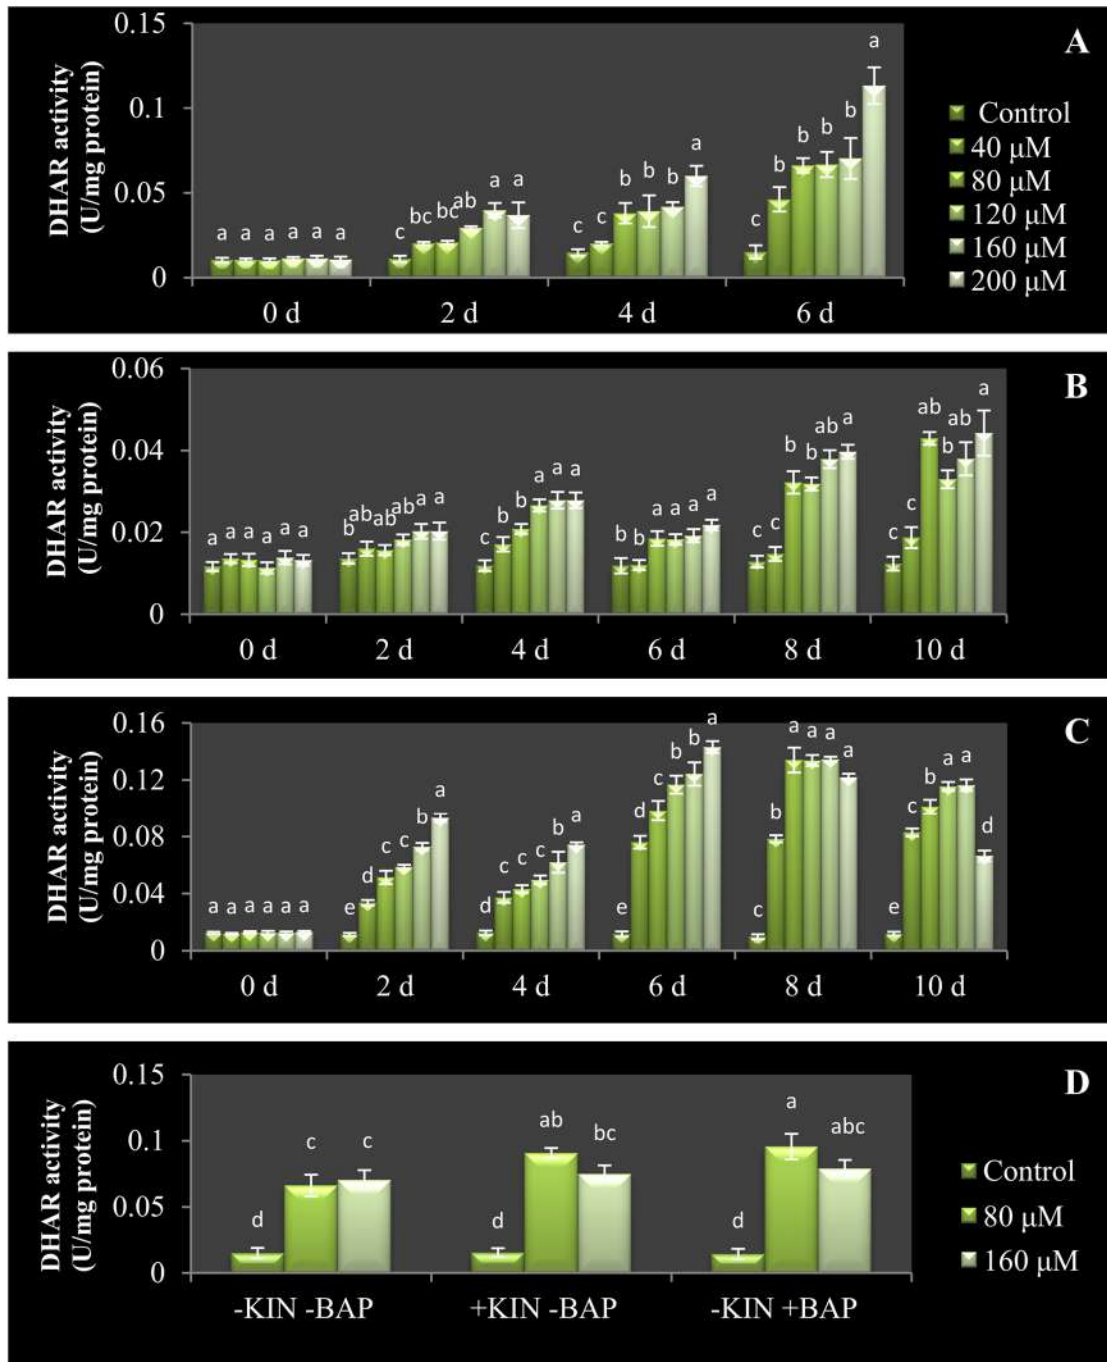 A
DHAR activity
(U/mg protein)
0.15
0.1
0.05
0
a a a a a a
c bc bc ab a a
c c b b b a
c b b b b a
0 d 2 d 4 d 6 d
Control
40 µM
80 µM
120 µM
160 µM
200 µM
B
DHAR activity
(U/mg protein)
0.06
0.04
0.02
0
a a a a a a
b ab ab ab a a
c b b a a a
b b a a a a
c c b b ab a
c c ab b ab a
0 d 2 d 4 d 6 d 8 d 10 d
C
DHAR activity
(U/mg protein)
0.16
0.12
0.08
0.04
0
a a a a a a
e d c c b a
d c c c b a
e d c b b a
c b a a a a
e c b a a d
0 d 2 d 4 d 6 d 8 d 10 d
D
DHAR activity
(U/mg protein)
0.15
0.1
0.05
0
d c c
d ab bc
d a abc
-KIN -BAP +KIN -BAP -KIN +BAP
Control
80 µM
160 µM